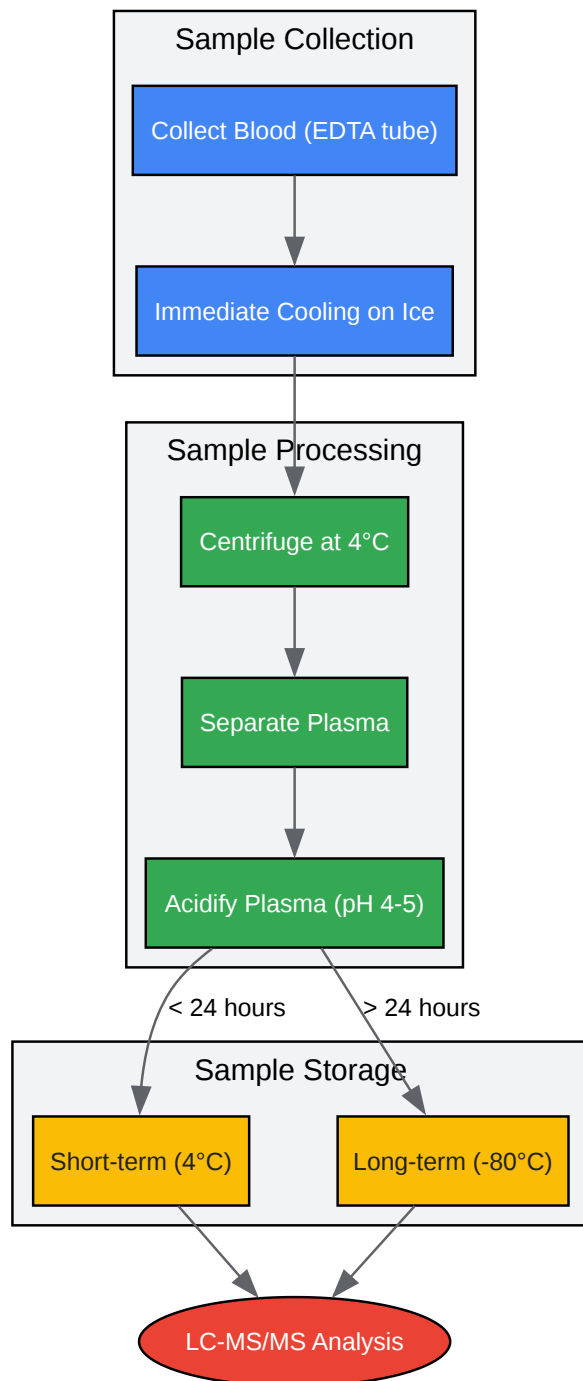 Sample Collection
Collect Blood (EDTA tube)
Immediate Cooling on Ice
Sample Processing
Centrifuge at 4°C
Separate Plasma
Acidify Plasma (pH 4-5)
< 24 hours
> 24 hours
Sample Storage
Short-term (4°C)
Long-term (-80°C)
LC-MS/MS Analysis